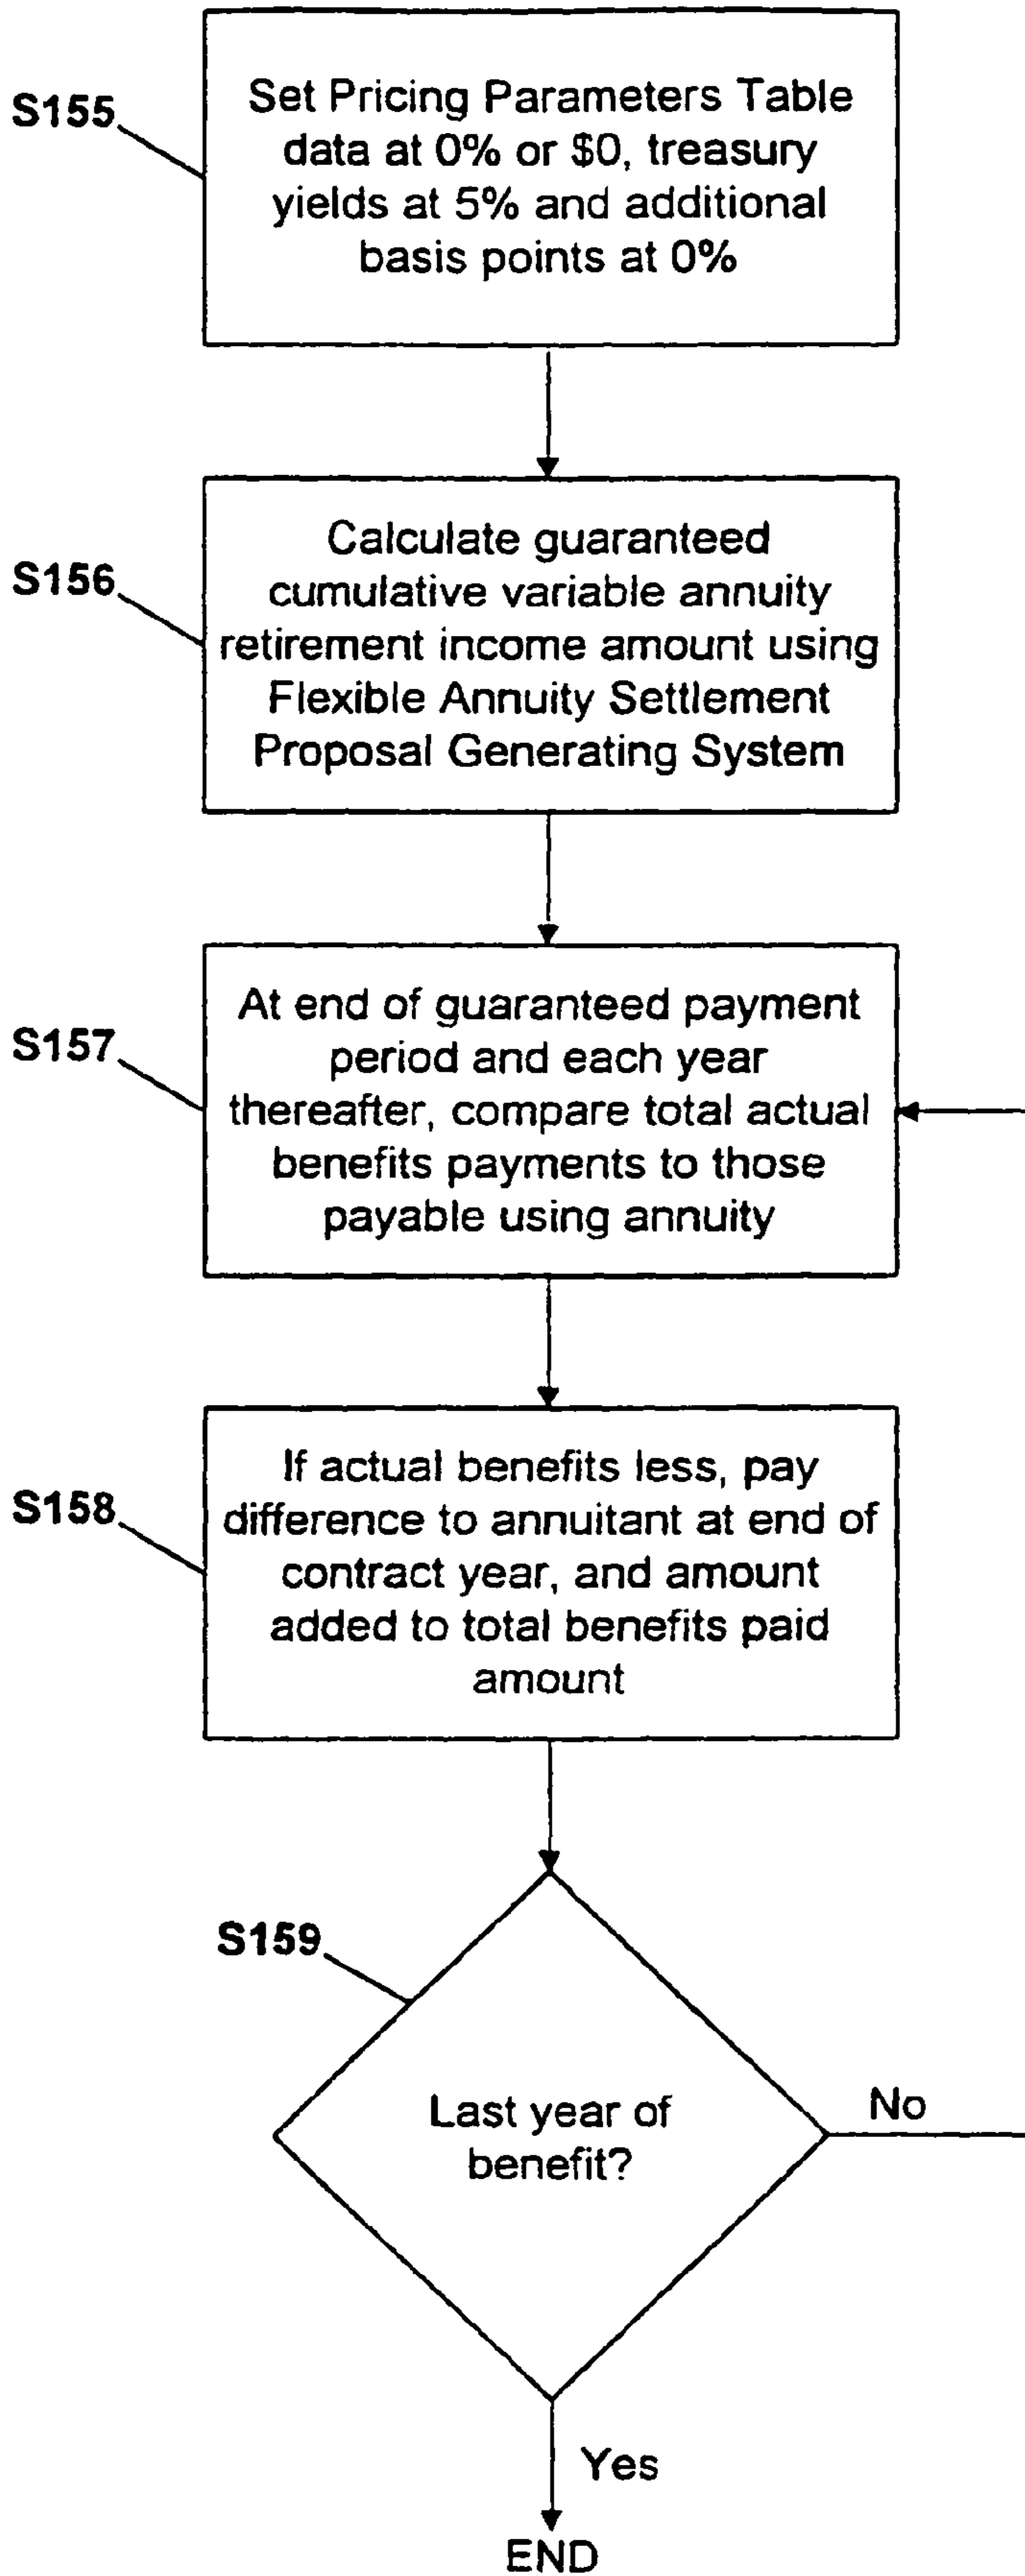 S155
Set Pricing Parameters Table
data at 0% or $0, treasury
yields at 5% and additional
basis points at 0%
S156
Calculate guaranteed
cumulative variable annuity
retirement income amount using
Flexible Annuity Settlement
Proposal Generating System
S157
At end of guaranteed payment
period and each year
thereafter, compare total actual
benefits payments to those
payable using annuity
S158
If actual benefits less, pay
difference to annuitant at end of
contract year, and amount
added to total benefits paid
amount
S159
Last year of
benefit?
No
Yes
END